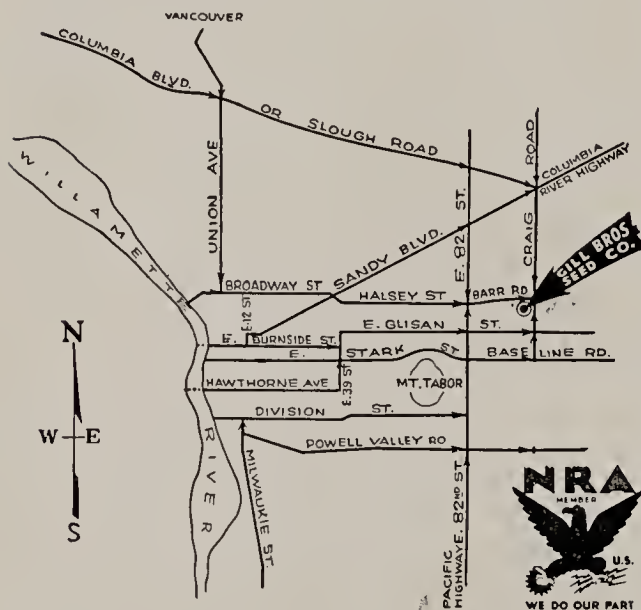 VANCOUVER
COLUMBIA BLVD. OR SLOUGH ROAD
UNION AVE
E. 82ND ST.
CRAIG ROAD
COLUMBIA
RIVER HIGHWAY
WILLAMETTE RIVER
SANDY BLVD.
GILL BROS
SEED CO.
BROADWAY ST
HALSEY ST
BARR RD
E. 12 ST.
E. GLISAN ST.
E. BURNSIDE ST.
E. STARK ST
BASE LINE RD.
MT. TABOR
HAWTHORNE AVE
E. 39 ST.
DIVISION ST.
POWELL VALLEY RD
MILWAUKIE ST.
PACIFIC
HIGHWAY E. 82ND ST.
N
W E
S
NRA
MEMBER
U.S.
WE DO OUR PART